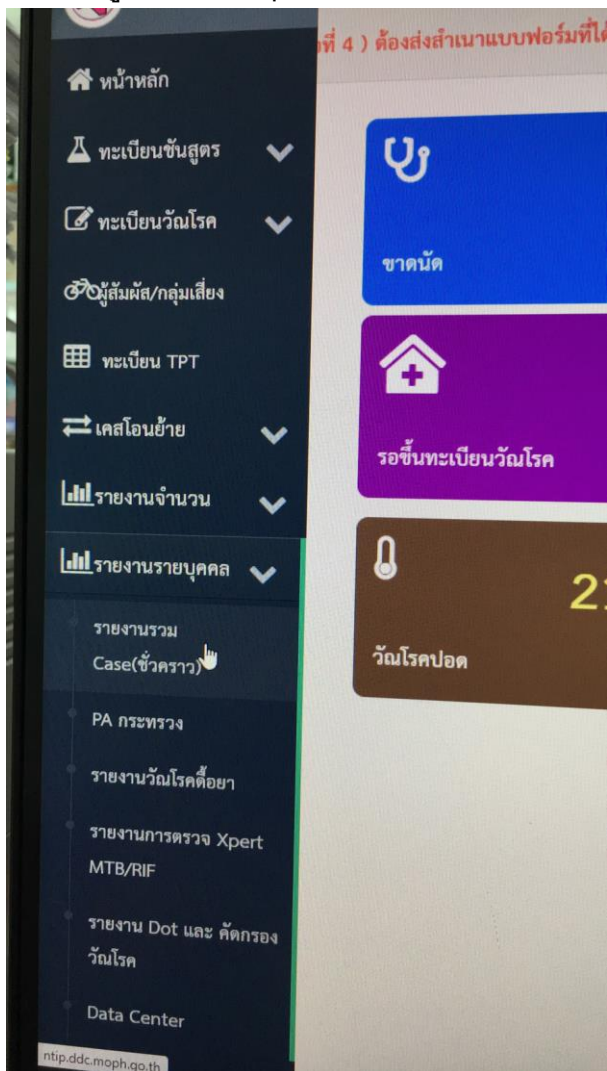 ที่ 4 ) ต้องส่งสำเนาแบบฟอร์มที่ได้
หน้าหลัก
ทะเบียนชันสูตร
ทะเบียนวัณโรค
ผู้สัมผัส/กลุ่มเสี่ยง
ทะเบียน TPT
เคสโอนย้าย
รายงานจำนวน
รายงานรายบุคคล
รายงานรวม
Case(ชั่วคราว)
PA กระทรวง
รายงานวัณโรคดื้อยา
รายงานการตรวจ Xpert
MTB/RIF
รายงาน Dot และ คัดกรอง
วัณโรค
Data Center
ntip.ddc.moph.go.th
ขาดนัด
รอขึ้นทะเบียนวัณโรค
วัณโรคปอด